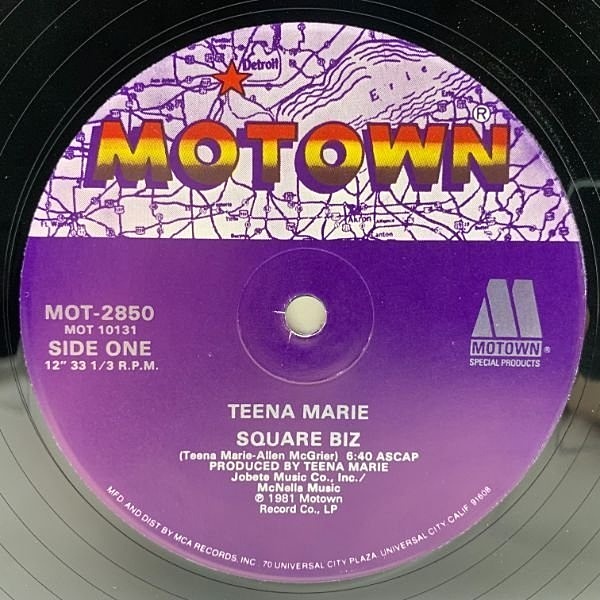 Detroit
Erie
MOTOWN®
Akron
MOT-2850
MOT 10131
SIDE ONE
12" 33 1/3 R.P.M.
MOTOWN®
SPECIAL PRODUCTS
TEENA MARIE
SQUARE BIZ
(Teena Marie-Allen McGrier) 6:40 ASCAP
PRODUCED BY TEENA MARIE
Jobete Music Co., Inc./
McNella Music
℗ 1981 Motown
Record Co., LP
MFD AND DIST BY MCA RECORDS, INC 70 UNIVERSAL CITY PLAZA UNIVERSAL CITY CALIF 91608